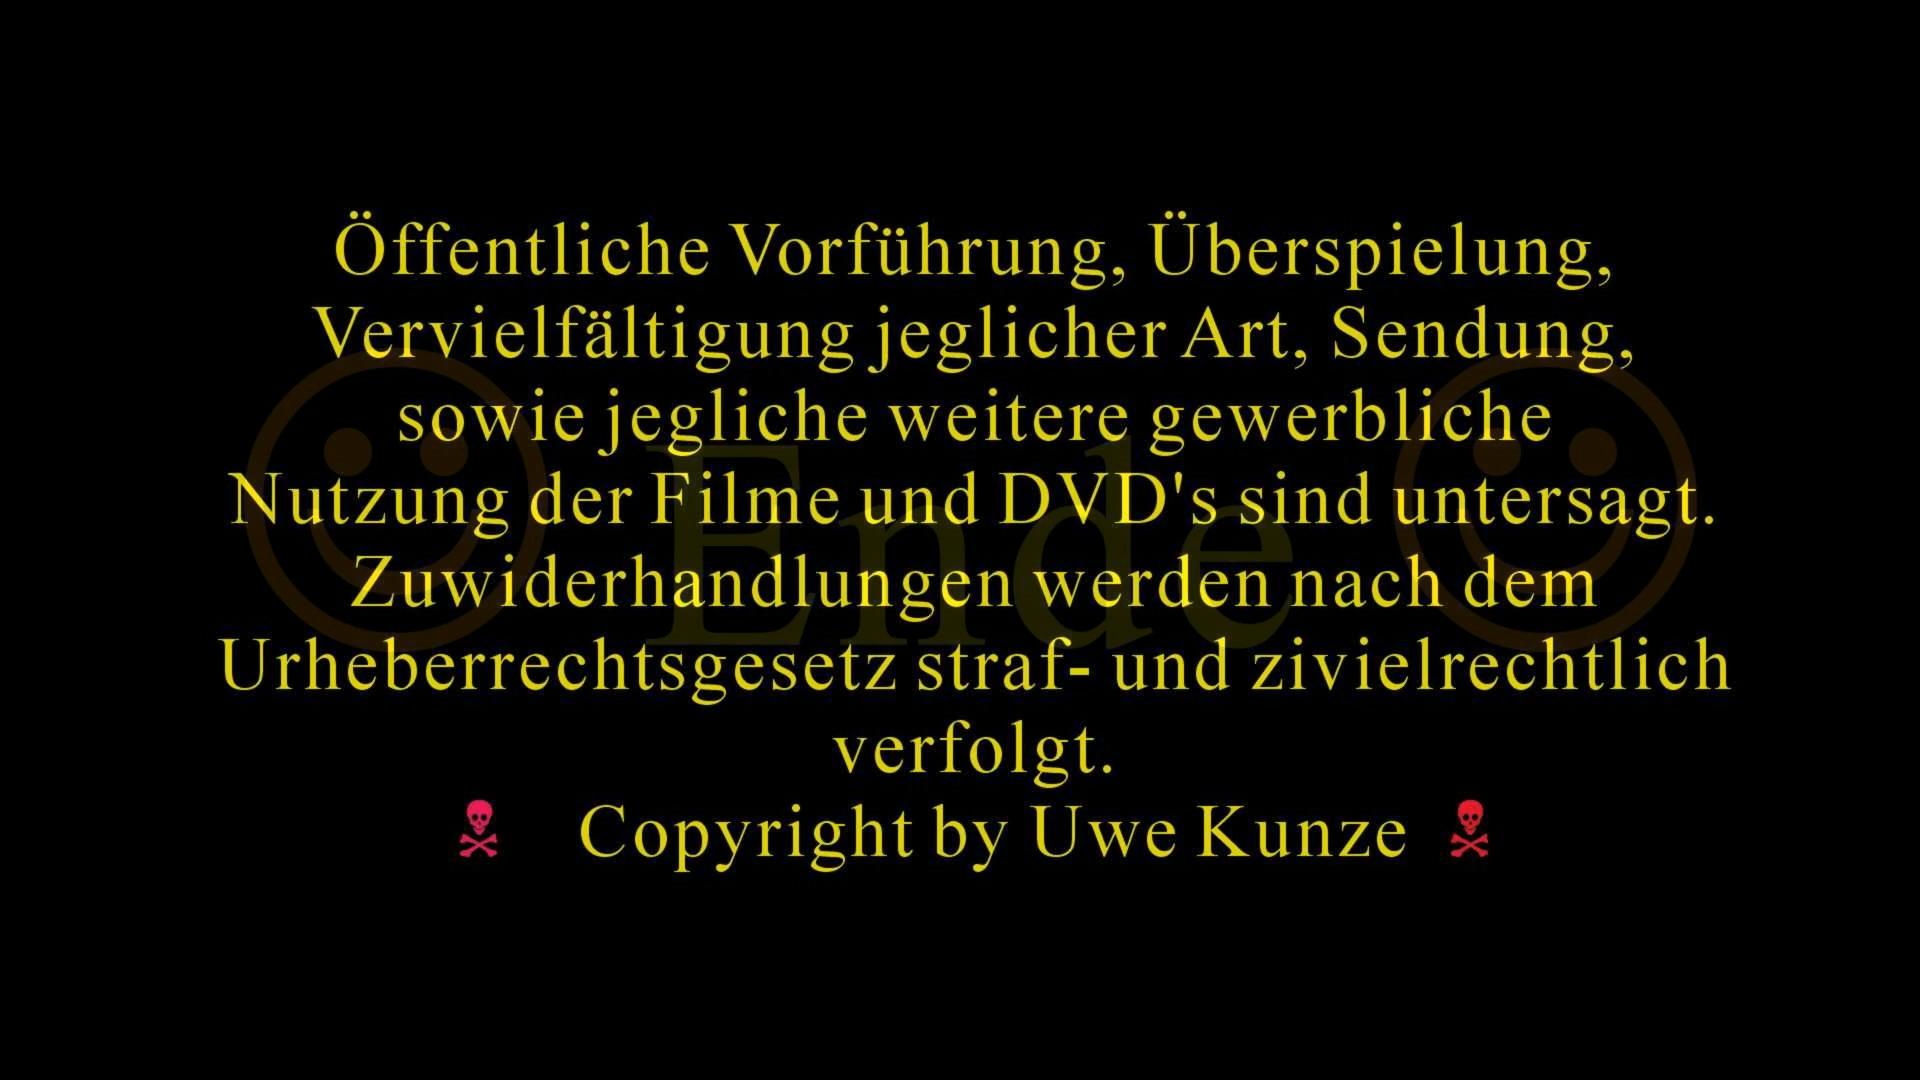 Öffentliche Vorführung, Überspielung,
Vervielfältigung jeglicher Art, Sendung,
sowie jegliche weitere gewerbliche
Nutzung der Filme und DVD's sind untersagt.
Zuwiderhandlungen werden nach dem
Urheberrechtsgesetz straf- und zivielrechtlich
verfolgt.
☠ Copyright by Uwe Kunze ☠
Ende